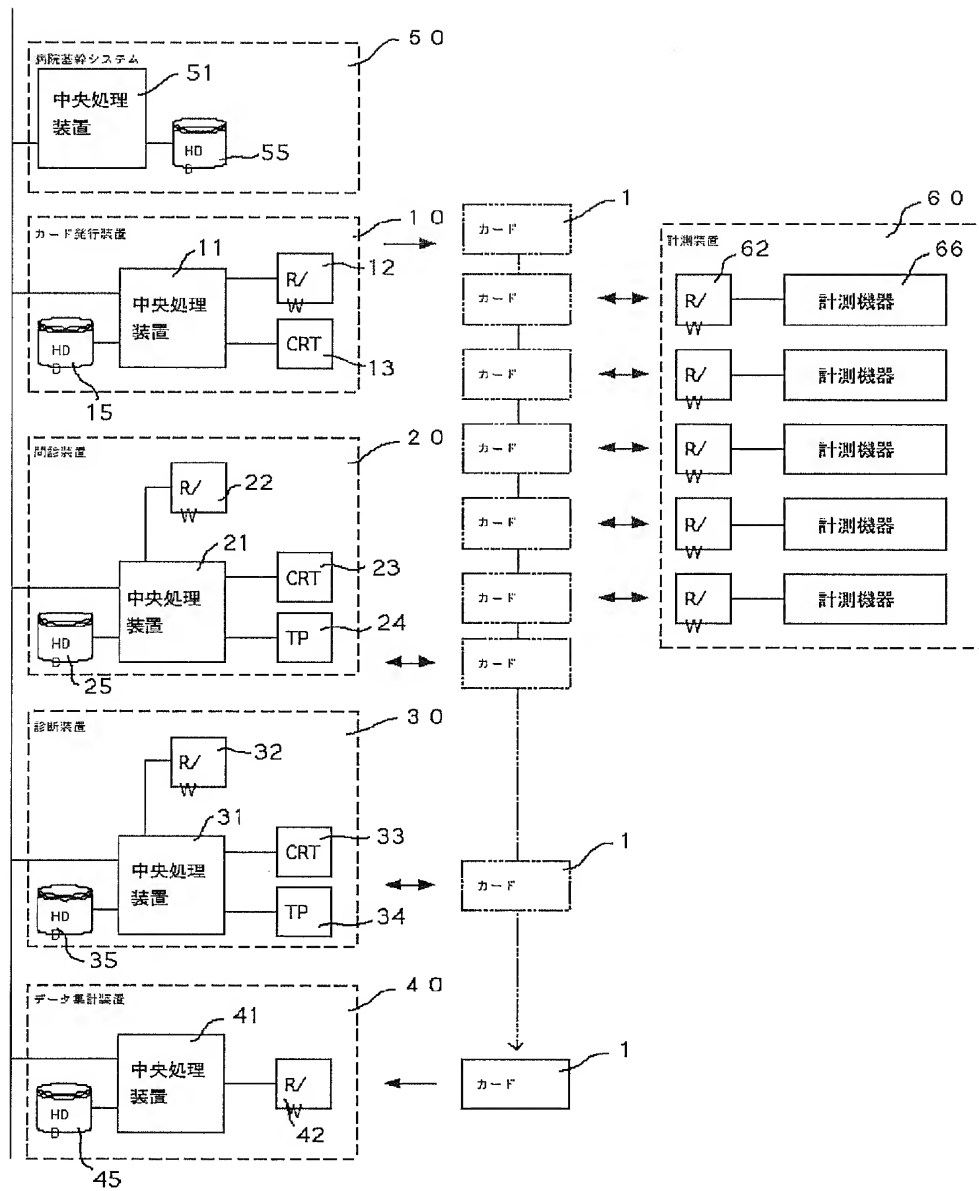 病院基幹システム
５０
中央処理
装置
51
HD
D
55
カード発行装置
１０
11
中央処理
装置
R/
W
12
CRT
13
HD
D
15
問診装置
２０
R/
W
22
21
中央処理
装置
CRT
23
TP
24
HD
D
25
診断装置
３０
R/
W
32
31
中央処理
装置
CRT
33
TP
34
HD
D
35
データ集計装置
４０
41
中央処理
装置
R/
W
42
HD
D
45
カード
1
カード
カード
カード
カード
カード
カード
カード
1
カード
1
計測装置
６０
62
66
R/
W
計測機器
R/
W
計測機器
R/
W
計測機器
R/
W
計測機器
R/
W
計測機器